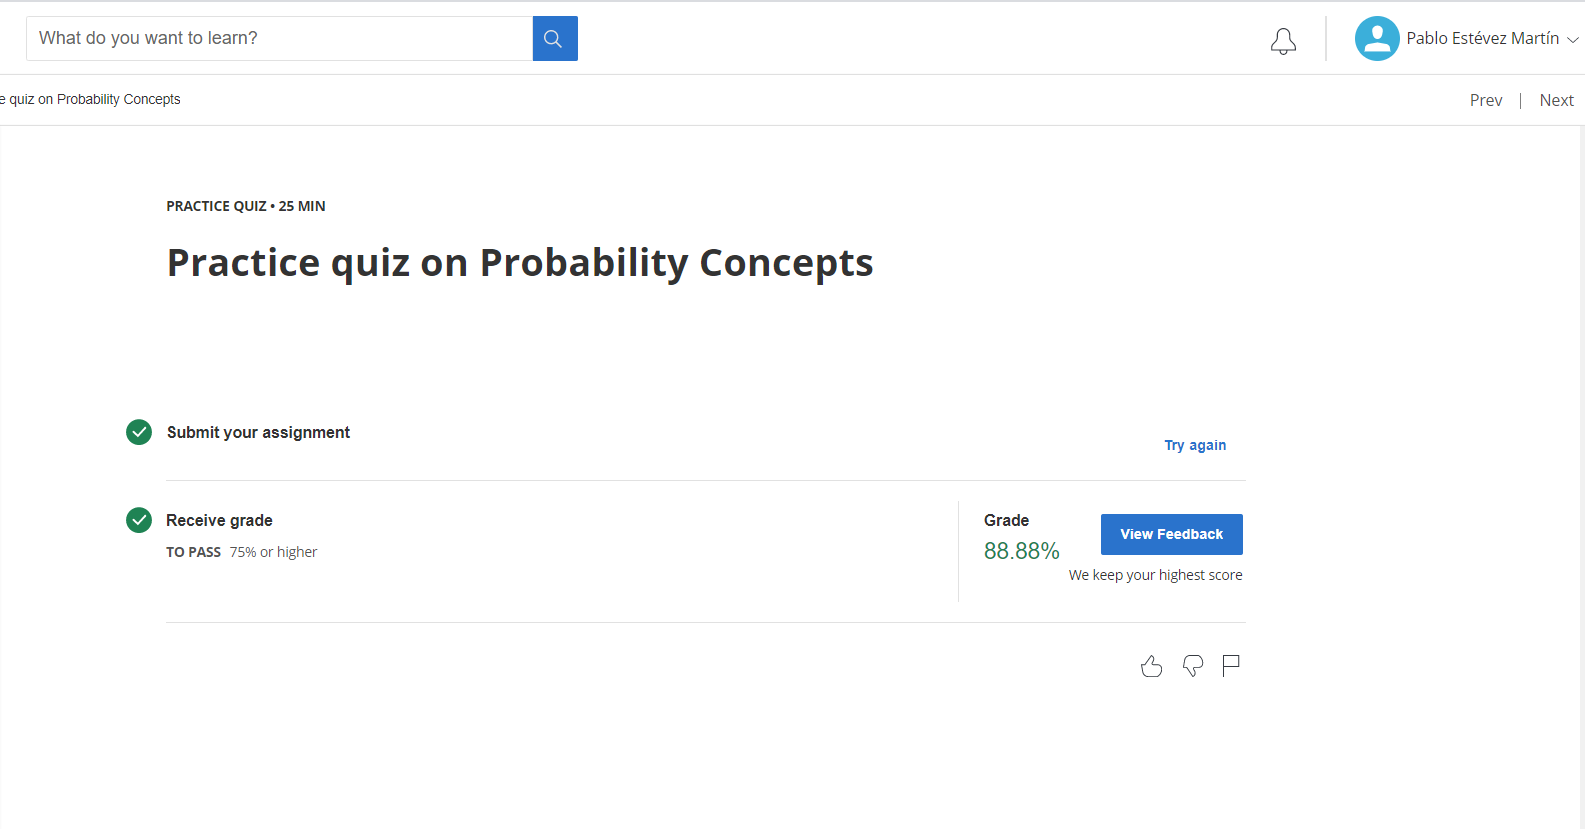 What do you want to learn?
Pablo Estévez Martín
e quiz on Probability Concepts
Prev | Next
PRACTICE QUIZ • 25 MIN
Practice quiz on Probability Concepts
Submit your assignment
Try again
Receive grade
TO PASS 75% or higher
Grade
88.88%
View Feedback
We keep your highest score